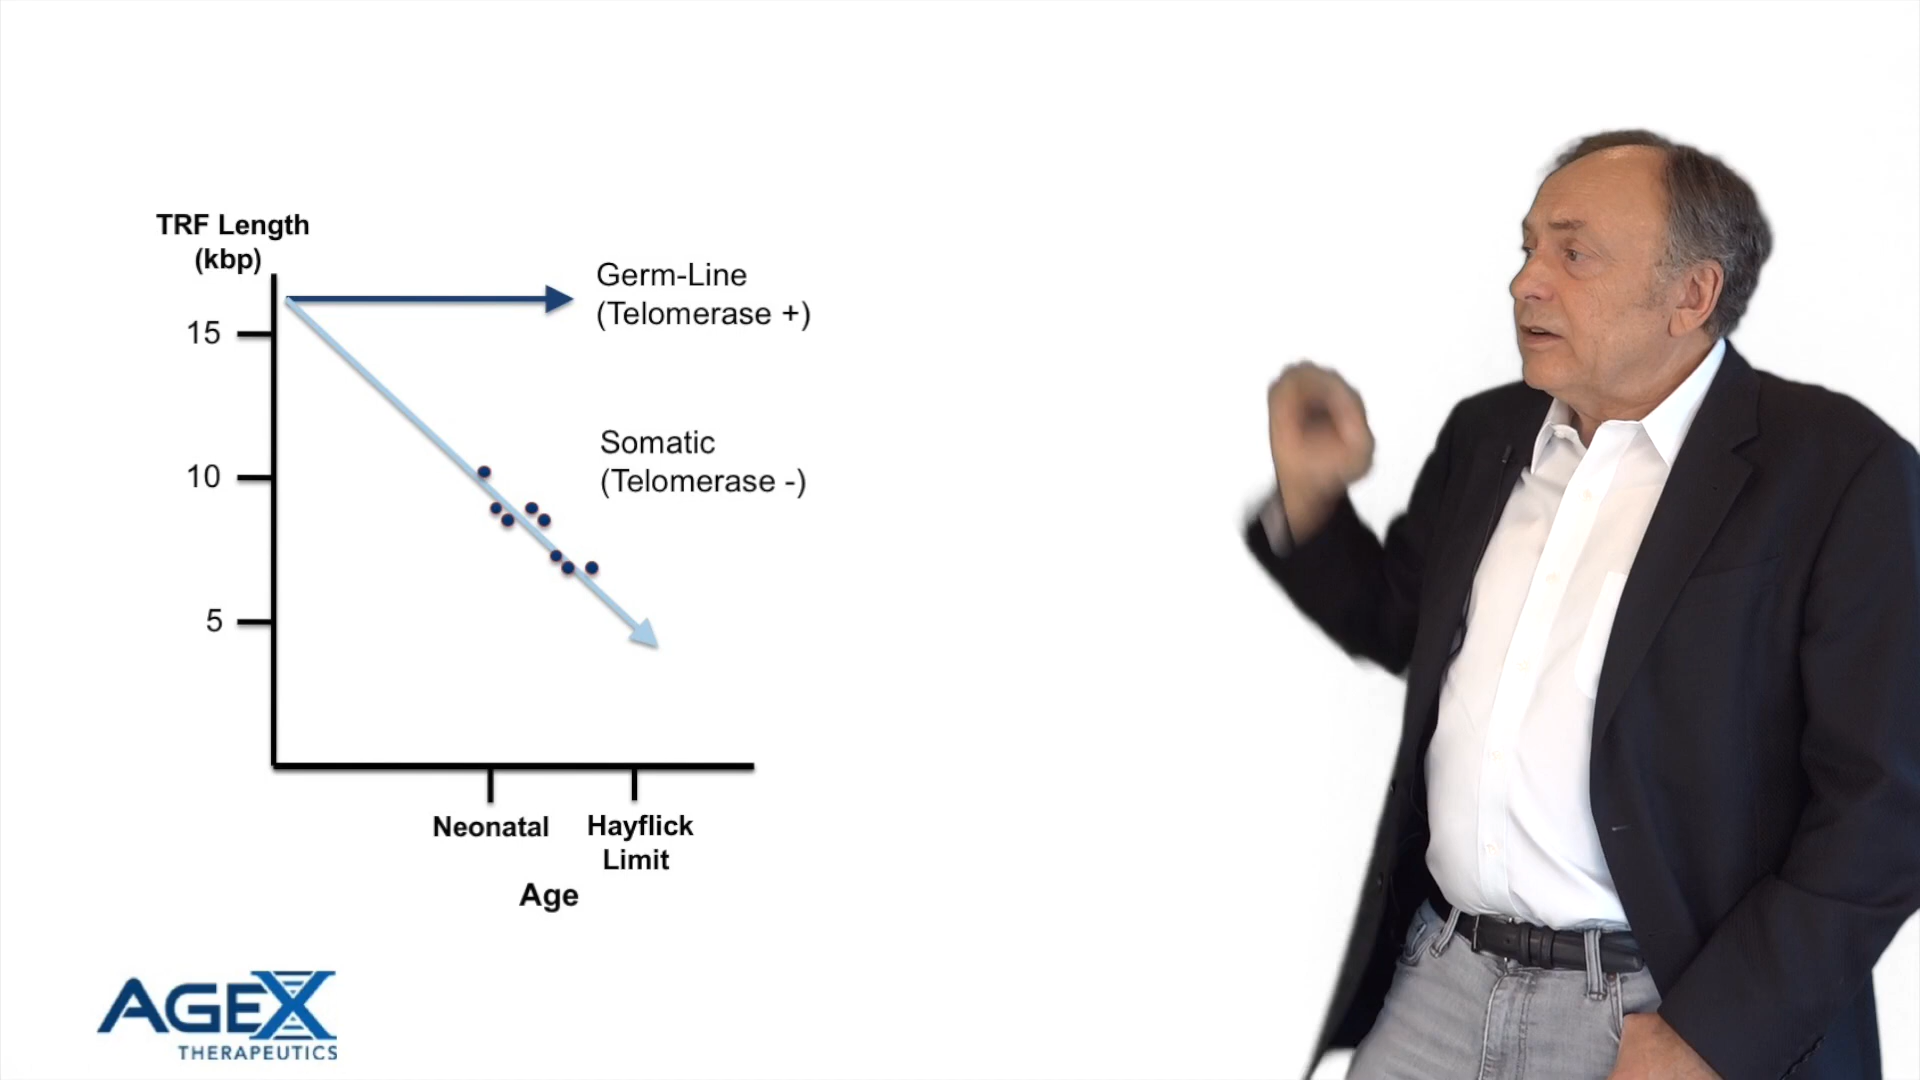 TRF Length
(kbp)
15
10
5
Germ-Line
(Telomerase +)
Somatic
(Telomerase -)
Neonatal
Hayflick
Limit
Age
AGEX
THERAPEUTICS